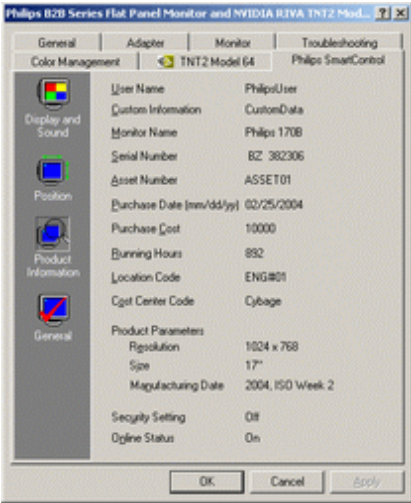 Philips B2B Series Flat Panel Monitor and NVIDIA RIVA TNT2 Mod... ? X
General Adapter Monitor Troubleshooting
Color Management TNT2 Model 64 Philips SmartControl
Display and Sound
Position
Product Information
General
User Name PhilipsUser
Custom Information CustomData
Monitor Name Philips 170B
Serial Number BZ 382306
Asset Number ASSET01
Purchase Date (mm/dd/yy) 02/25/2004
Purchase Cost 10000
Running Hours 892
Location Code ENG#01
Cost Center Code Cybage
Product Parameters
Resolution 1024 x 768
Size 17"
Manufacturing Date 2004, ISO Week 2
Security Setting Off
Online Status On
OK Cancel Apply